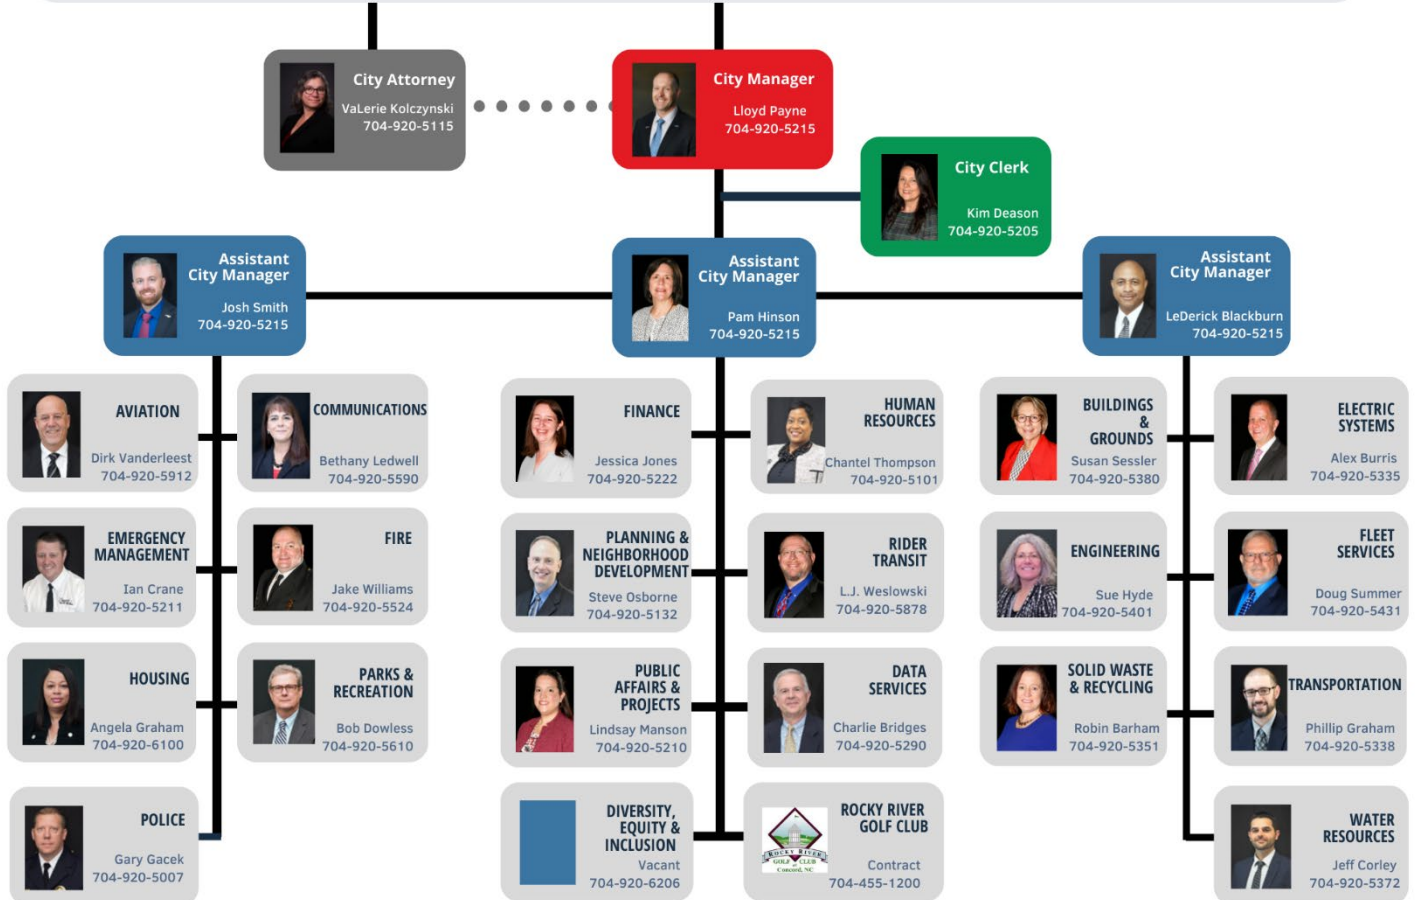 City Attorney
VaLerie Kolczynski
704-920-5115
City Manager
Lloyd Payne
704-920-5215
City Clerk
Kim Deason
704-920-5205
Assistant
City Manager
Josh Smith
704-920-5215
Assistant
City Manager
Pam Hinson
704-920-5215
Assistant
City Manager
LeDerick Blackburn
704-920-5215
AVIATION
Dirk Vanderleest
704-920-5912
COMMUNICATIONS
Bethany Ledwell
704-920-5590
EMERGENCY
MANAGEMENT
Ian Crane
704-920-5211
FIRE
Jake Williams
704-920-5524
HOUSING
Angela Graham
704-920-6100
PARKS &
RECREATION
Bob Dowless
704-920-5610
POLICE
Gary Gacek
704-920-5007
FINANCE
Jessica Jones
704-920-5222
HUMAN
RESOURCES
Chantel Thompson
704-920-5101
PLANNING &
NEIGHBORHOOD
DEVELOPMENT
Steve Osborne
704-920-5132
RIDER
TRANSIT
L.J. Weslowski
704-920-5878
PUBLIC
AFFAIRS &
PROJECTS
Lindsay Manson
704-920-5210
DATA
SERVICES
Charlie Bridges
704-920-5290
DIVERSITY,
EQUITY &
INCLUSION
Vacant
704-920-6206
ROCKY RIVER
GOLF CLUB
at
Concord, NC
ROCKY RIVER
GOLF CLUB
Contract
704-455-1200
BUILDINGS
&
GROUNDS
Susan Sessler
704-920-5380
ELECTRIC
SYSTEMS
Alex Burris
704-920-5335
ENGINEERING
Sue Hyde
704-920-5401
FLEET
SERVICES
Doug Summer
704-920-5431
SOLID WASTE
& RECYCLING
Robin Barham
704-920-5351
TRANSPORTATION
Phillip Graham
704-920-5338
WATER
RESOURCES
Jeff Corley
704-920-5372